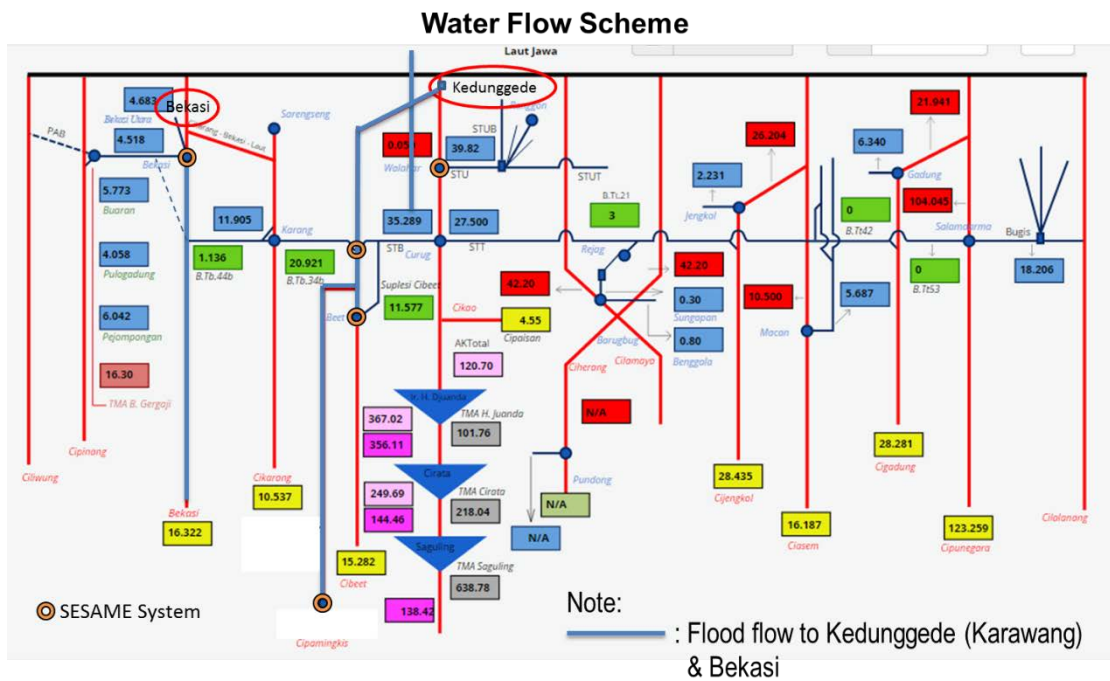 Water Flow Scheme
Laut Jawa
4.683
Bekasi
Kedunggede
Bekasi Utara
Sarengseng
21.941
PAB
4.518
Cikarang - Bekasi - Laut
STUB
26.204
6.340
Bekasi
Walahar
39.82
STU
STUT
2.231
Gadung
5.773
B.Tt.21
Buaran
11.905
35.289
27.500
3
Jengkol
0
104.045
Karang
STB
Curug
STT
Rejag
B.Tt42
Salamdarma
Bugis
4.058
1.136
20.921
42.20
0
18.206
Pulogadung
B.Tb.44b
B.Tb.34b
Suplesi Cibeet
42.20
10.500
5.687
B.Tt53
11.577
0.30
6.042
Beet
Cikao
4.55
Sungapan
Pejompongan
Cipaisan
Barugbug
0.80
Macan
AKTotal
Cilamaya
Benggala
16.30
120.70
Ciherang
TMA B. Gergaji
Ir. H. Djuanda
367.02
TMA H. Juanda
N/A
356.11
101.76
Cipinang
28.281
Ciliwung
Cirata
Pundong
Cigadung
Cikarang
249.69
TMA Cirata
28.435
10.537
144.46
218.04
N/A
Cijengkol
Bekasi
16.187
123.259
Cilalanang
16.322
Saguling
N/A
Ciasem
Cipunegara
15.282
TMA Saguling
Cibeet
638.78
SESAME System
138.42
Note:
Cipamingkis
: Flood flow to Kedunggede (Karawang)
& Bekasi